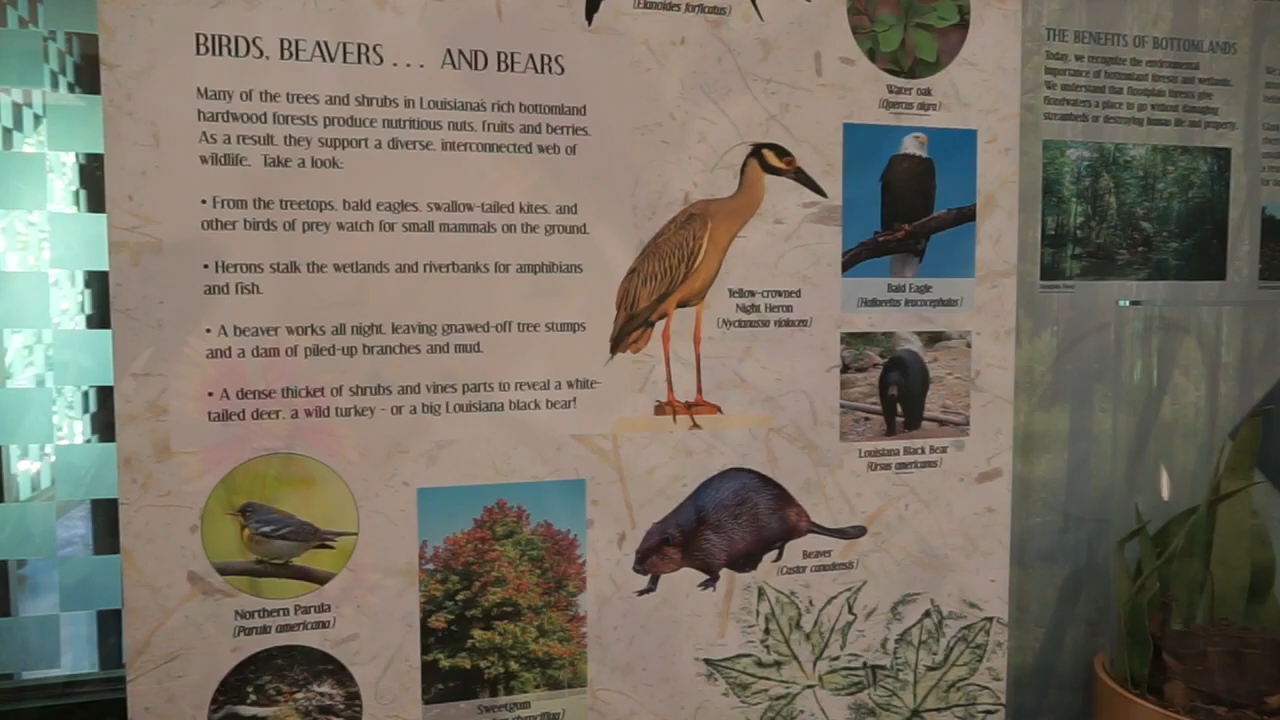 (Elanoides forficatus)
BIRDS, BEAVERS . . . AND BEARS
Many of the trees and shrubs in Louisiana's rich bottomland
hardwood forests produce nutritious nuts, fruits and berries.
As a result, they support a diverse, interconnected web of
wildlife. Take a look:
• From the treetops, bald eagles, swallow-tailed kites, and
other birds of prey watch for small mammals on the ground.
• Herons stalk the wetlands and riverbanks for amphibians
and fish.
• A beaver works all night, leaving gnawed-off tree stumps
and a dam of piled-up branches and mud.
• A dense thicket of shrubs and vines parts to reveal a white-
tailed deer, a wild turkey - or a big Louisiana black bear!
Water oak
(Quercus nigra)
Yellow-crowned
Night Heron
(Nyctanassa violacea)
Bald Eagle
(Haliaeetus leucocephalus)
Louisiana Black Bear
(Ursus americanus)
Beaver
(Castor canadensis)
Northern Parula
(Parula americana)
Sweetgum
THE BENEFITS OF BOTTOMLANDS
Today, we recognize the environmental
importance of bottomland forests and wetlands.
We understand that floodplain forests give
floodwaters a place to go without damaging
streambeds or destroying human life and property.